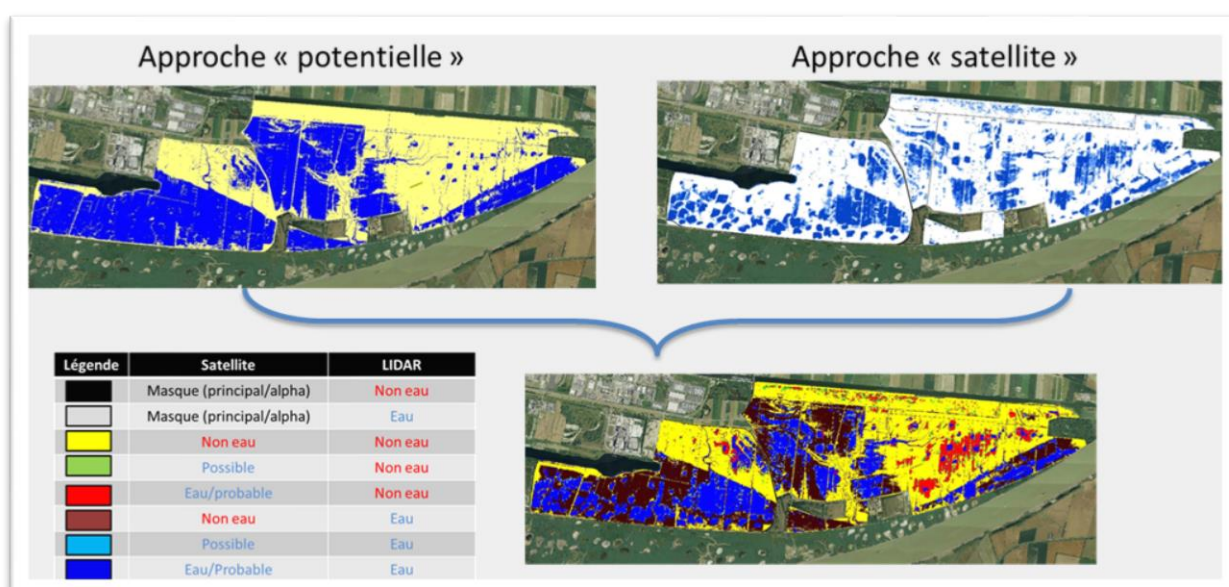 Approche « potentielle »
Approche « satellite »
Légende Satellite LIDAR
Masque (principal/alpha) Non eau
Masque (principal/alpha) Eau
Non eau Non eau
Possible Non eau
Eau/probable Non eau
Non eau Eau
Possible Eau
Eau/Probable Eau